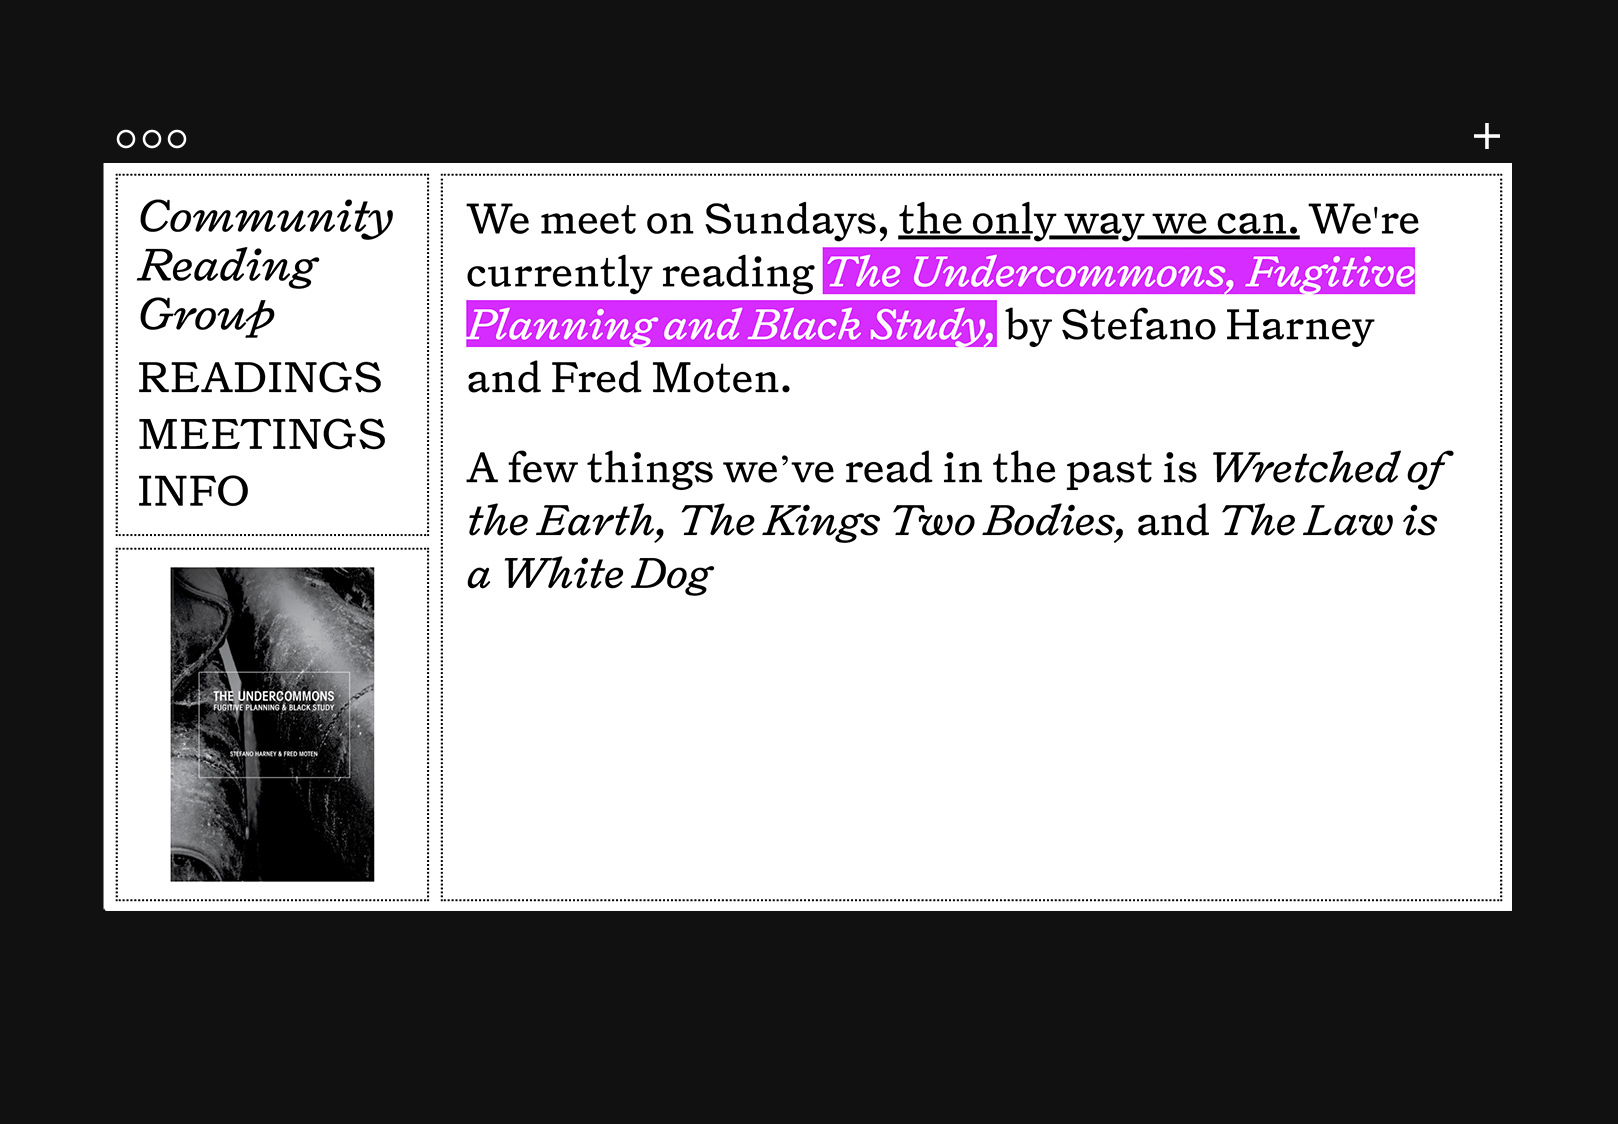 Community
Reading
Group
READINGS
MEETINGS
INFO
THE UNDERCOMMONS
FUGITIVE PLANNING & BLACK STUDY
STEFANO HARNEY & FRED MOTEN
We meet on Sundays, the only way we can. We're
currently reading The Undercommons, Fugitive
Planning and Black Study, by Stefano Harney
and Fred Moten.
A few things we’ve read in the past is Wretched of
the Earth, The Kings Two Bodies, and The Law is
a White Dog